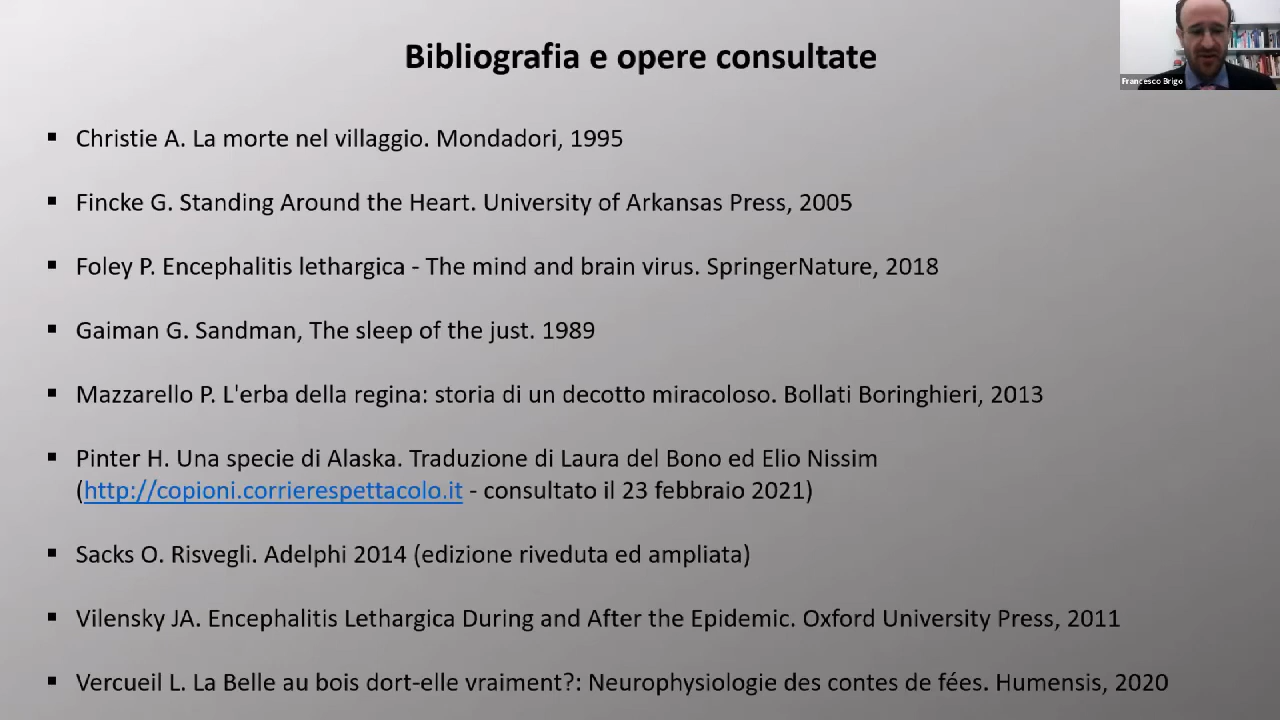 Bibliografia e opere consultate
Francesco Brigo
▪ Christie A. La morte nel villaggio. Mondadori, 1995
▪ Fincke G. Standing Around the Heart. University of Arkansas Press, 2005
▪ Foley P. Encephalitis lethargica - The mind and brain virus. SpringerNature, 2018
▪ Gaiman G. Sandman, The sleep of the just. 1989
▪ Mazzarello P. L'erba della regina: storia di un decotto miracoloso. Bollati Boringhieri, 2013
▪ Pinter H. Una specie di Alaska. Traduzione di Laura del Bono ed Elio Nissim
(http://copioni.corrierespettacolo.it - consultato il 23 febbraio 2021)
▪ Sacks O. Risvegli. Adelphi 2014 (edizione riveduta ed ampliata)
▪ Vilensky JA. Encephalitis Lethargica During and After the Epidemic. Oxford University Press, 2011
▪ Vercueil L. La Belle au bois dort-elle vraiment?: Neurophysiologie des contes de fées. Humensis, 2020